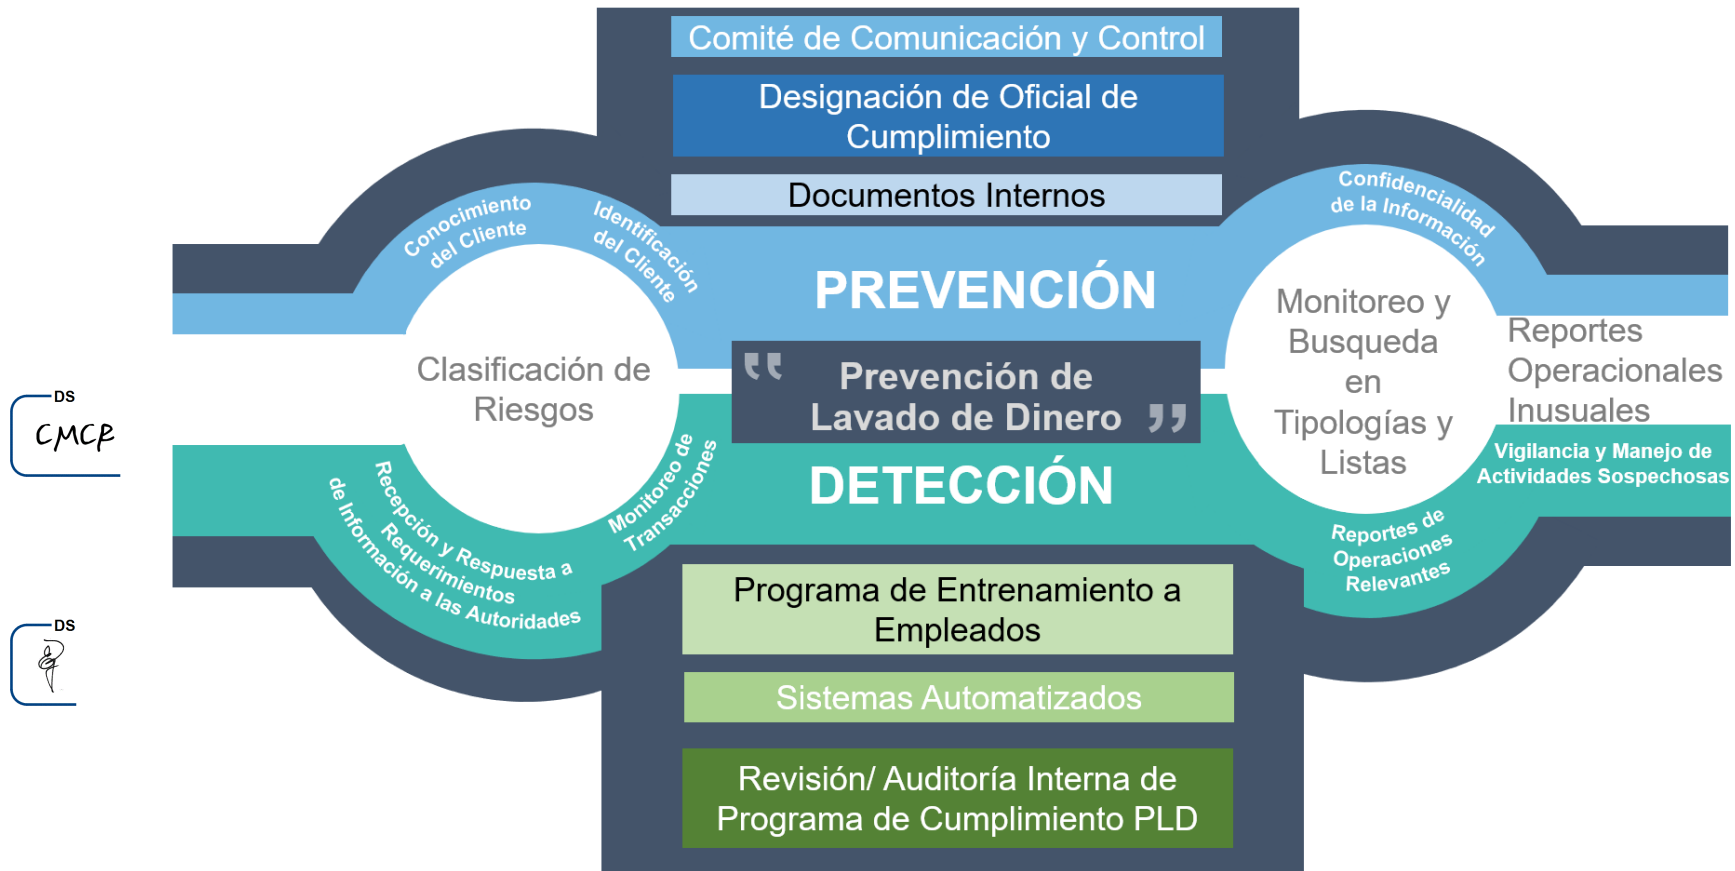 Comité de Comunicación y Control
Designación de Oficial de
Cumplimiento
Documentos Internos
Conocimiento
del Cliente
Identificación
del Cliente
Confidencialidad
de la Información
PREVENCIÓN
Clasificación de
Riesgos
“ Prevención de
Lavado de Dinero ”
Monitoreo y
Busqueda
en
Tipologías y
Listas
Reportes
Operacionales
Inusuales
DS
CMCB
DETECCIÓN
Vigilancia y Manejo de
Actividades Sospechosas
Recepción y Respuesta a
Requerimientos
de Información a las Autoridades
Monitoreo de
Transacciones
Reportes de
Operaciones
Relevantes
DS
Programa de Entrenamiento a
Empleados
Sistemas Automatizados
Revisión/ Auditoría Interna de
Programa de Cumplimiento PLD